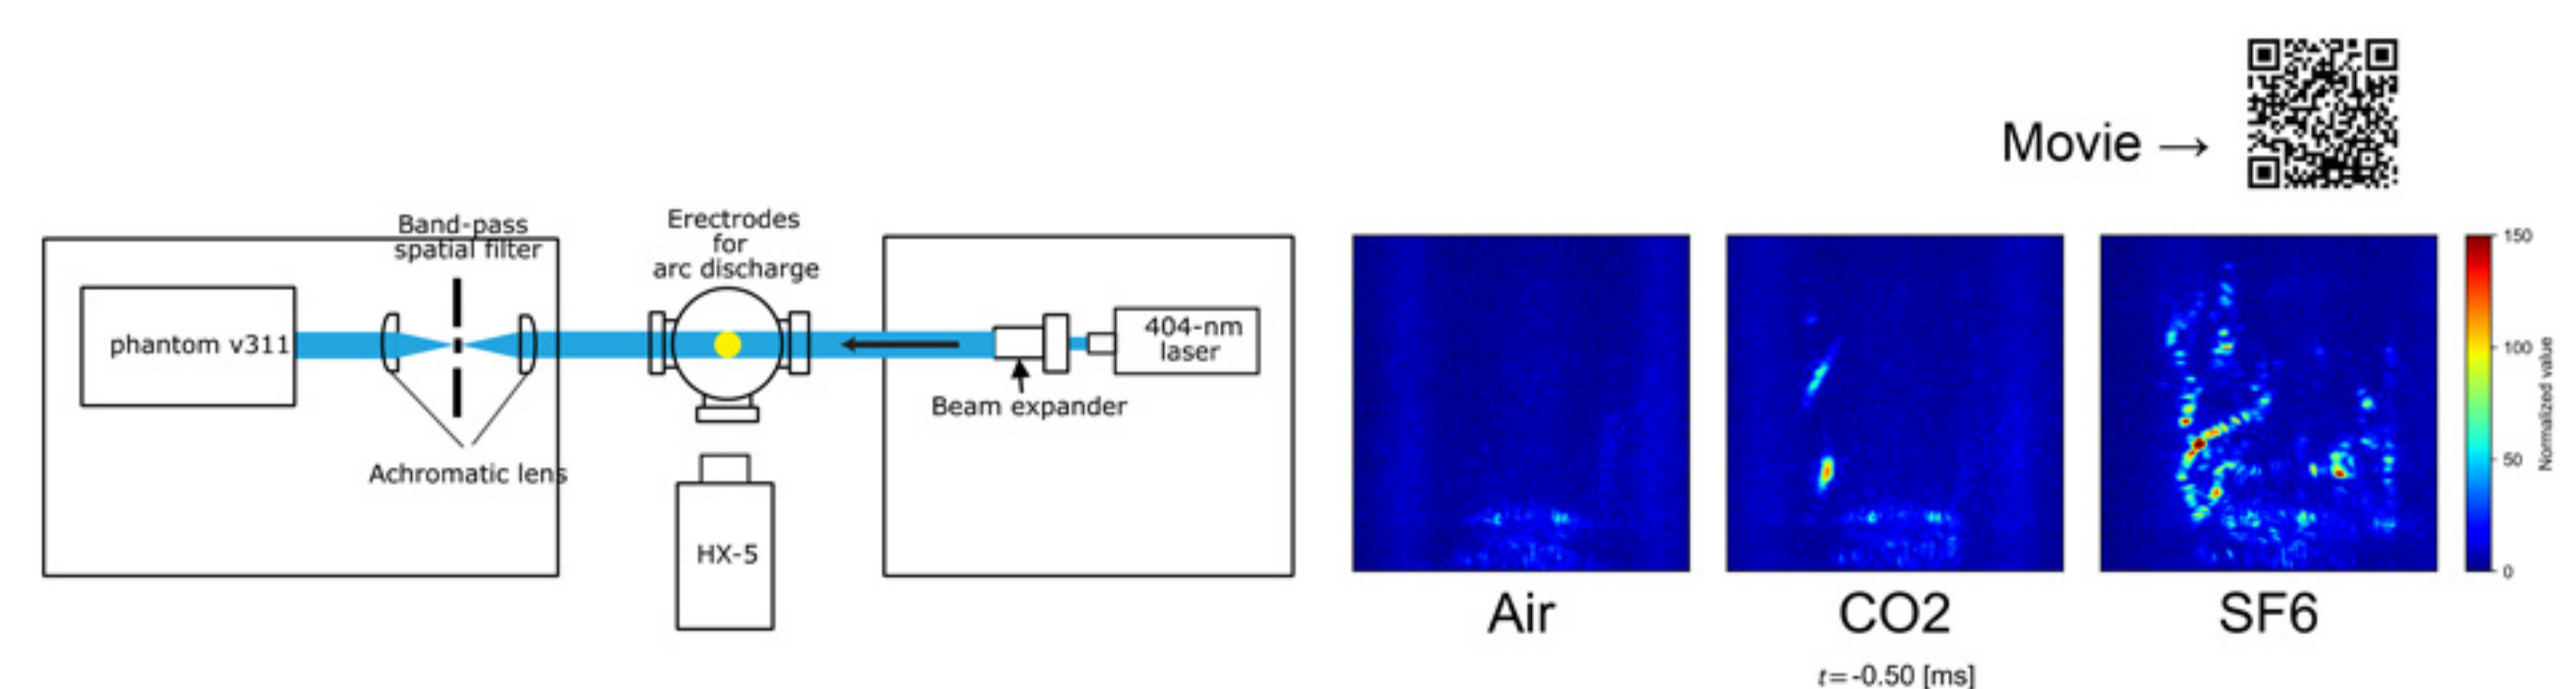 Movie →
Band-pass
spatial filter
Erectrodes
for
arc discharge
phantom v311
404-nm
laser
Beam expander
Achromatic lens
HX-5
150
100
50
0
Normalized value
Air
CO2
SF6
t=-0.50 [ms]